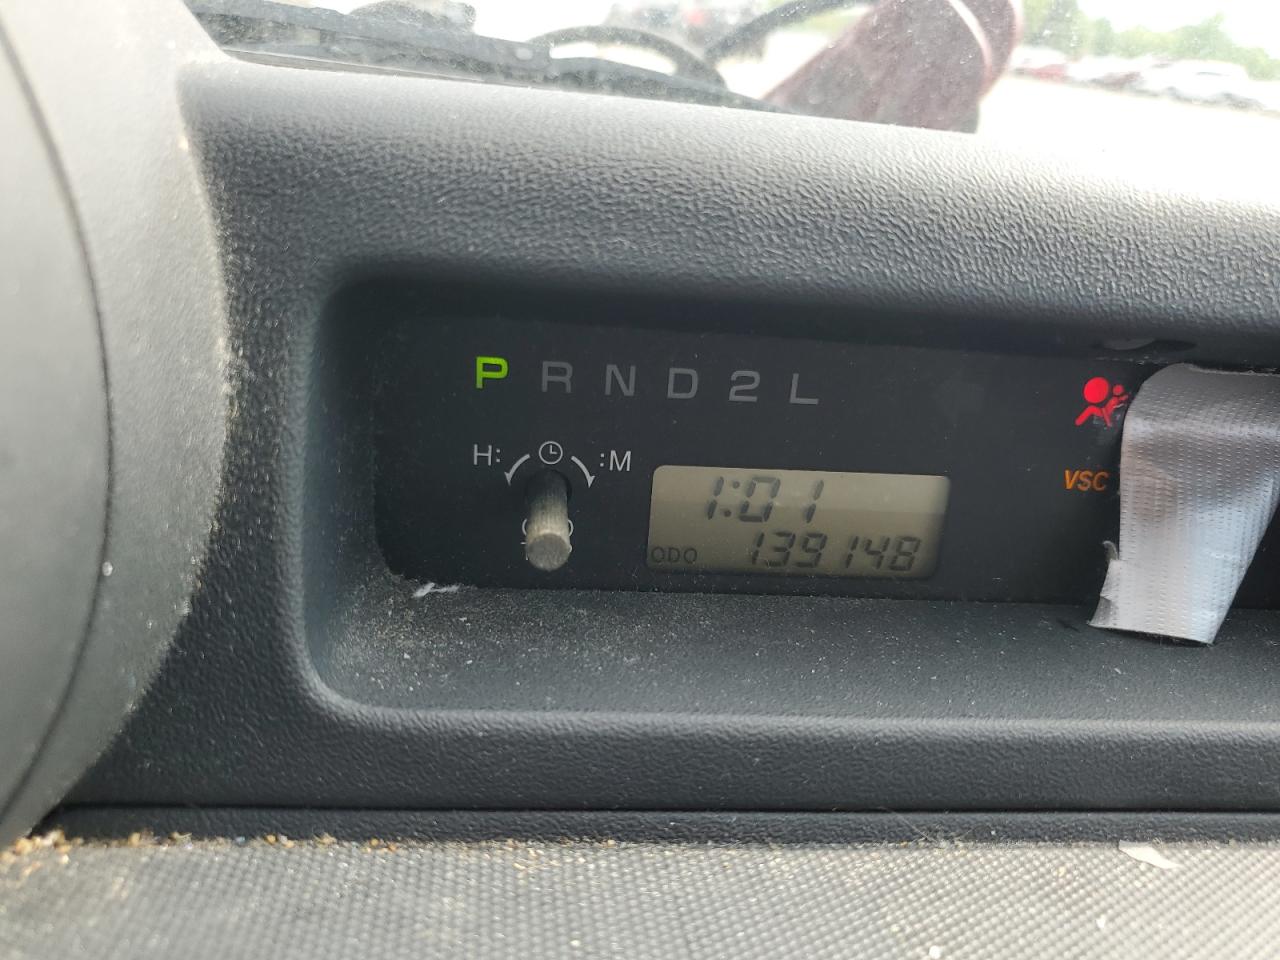 P R N D 2 L
H: :M
1:01
ODO 139148
VSC